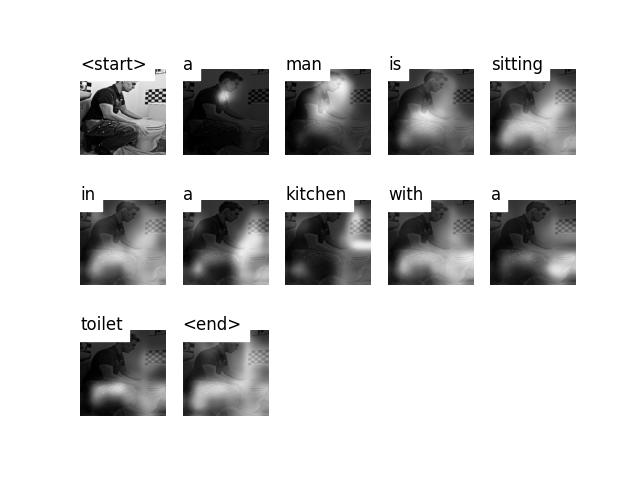 <start> a man is sitting
in a kitchen with a
toilet <end>